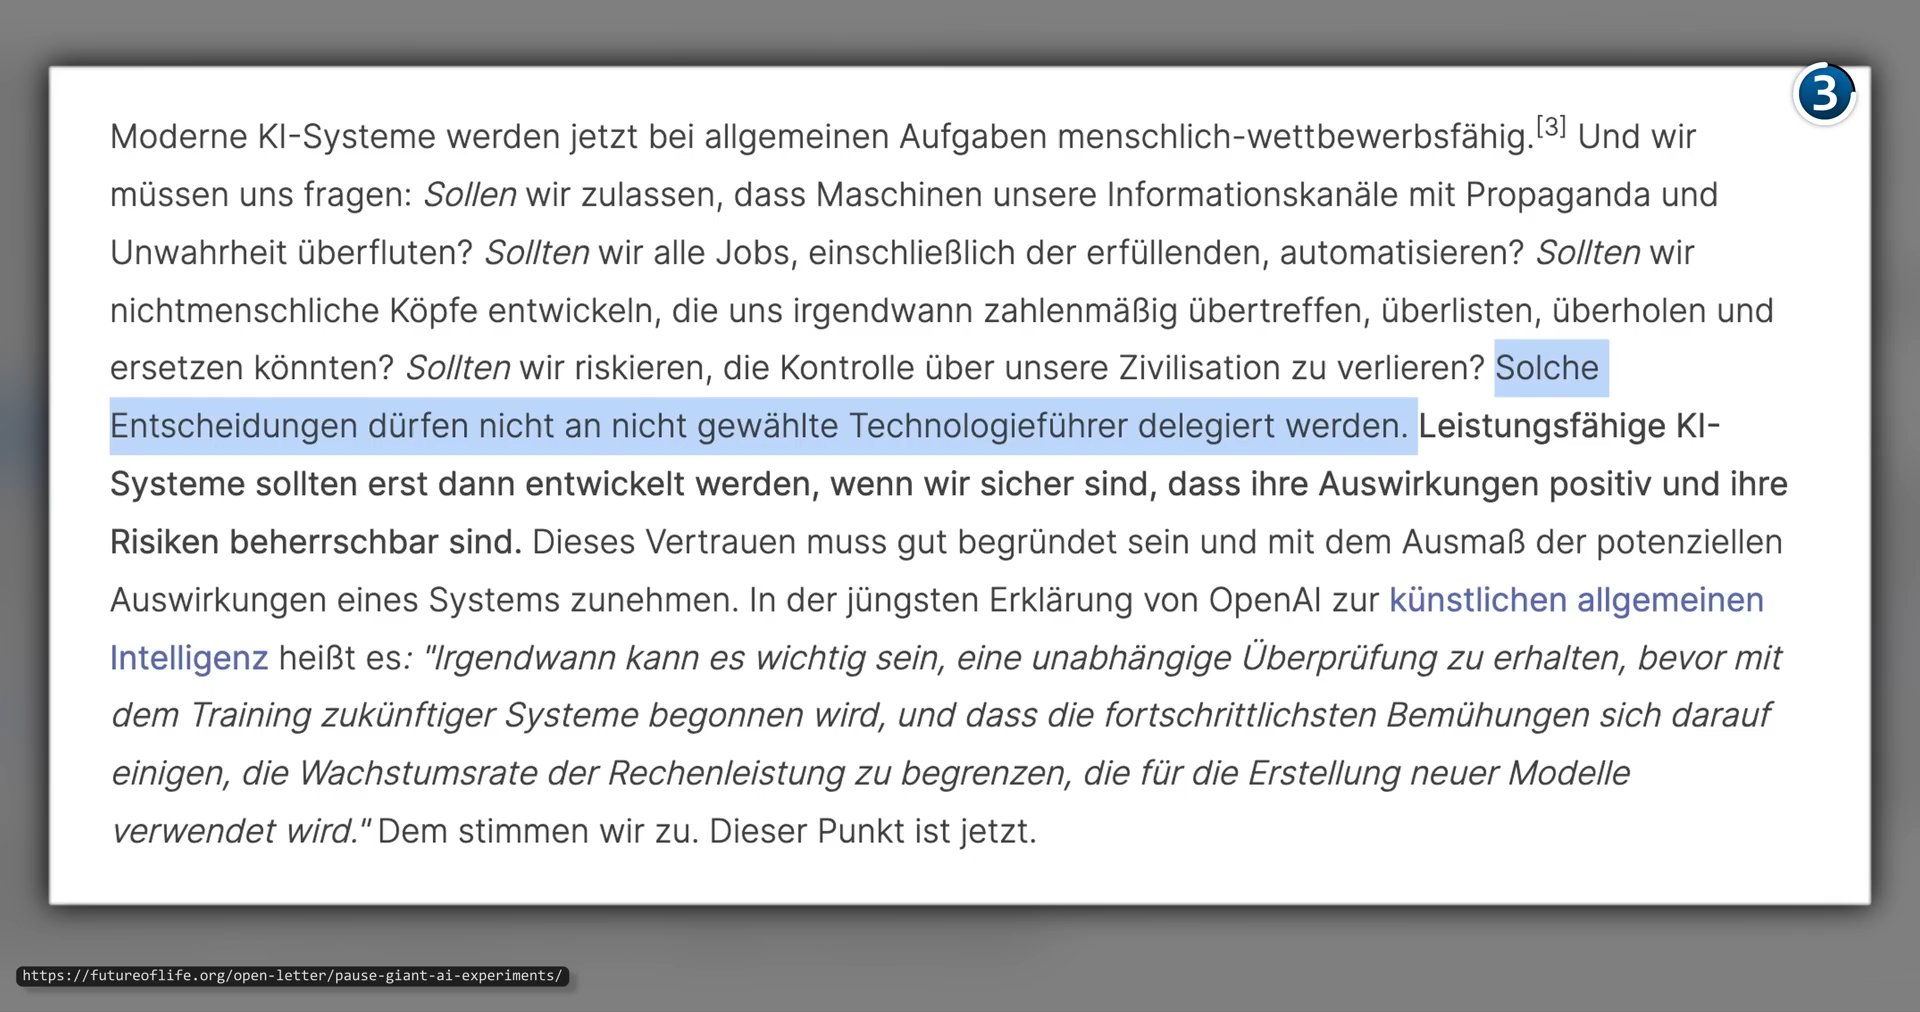 3
Moderne KI-Systeme werden jetzt bei allgemeinen Aufgaben menschlich-wettbewerbsfähig.[3] Und wir
müssen uns fragen: Sollen wir zulassen, dass Maschinen unsere Informationskanäle mit Propaganda und
Unwahrheit überfluten? Sollten wir alle Jobs, einschließlich der erfüllenden, automatisieren? Sollten wir
nichtmenschliche Köpfe entwickeln, die uns irgendwann zahlenmäßig übertreffen, überlisten, überholen und
ersetzen könnten? Sollten wir riskieren, die Kontrolle über unsere Zivilisation zu verlieren? Solche
Entscheidungen dürfen nicht an nicht gewählte Technologieführer delegiert werden. Leistungsfähige KI-
Systeme sollten erst dann entwickelt werden, wenn wir sicher sind, dass ihre Auswirkungen positiv und ihre
Risiken beherrschbar sind. Dieses Vertrauen muss gut begründet sein und mit dem Ausmaß der potenziellen
Auswirkungen eines Systems zunehmen. In der jüngsten Erklärung von OpenAI zur künstlichen allgemeinen
Intelligenz heißt es: "Irgendwann kann es wichtig sein, eine unabhängige Überprüfung zu erhalten, bevor mit
dem Training zukünftiger Systeme begonnen wird, und dass die fortschrittlichsten Bemühungen sich darauf
einigen, die Wachstumsrate der Rechenleistung zu begrenzen, die für die Erstellung neuer Modelle
verwendet wird." Dem stimmen wir zu. Dieser Punkt ist jetzt.
https://futureoflife.org/open-letter/pause-giant-ai-experiments/